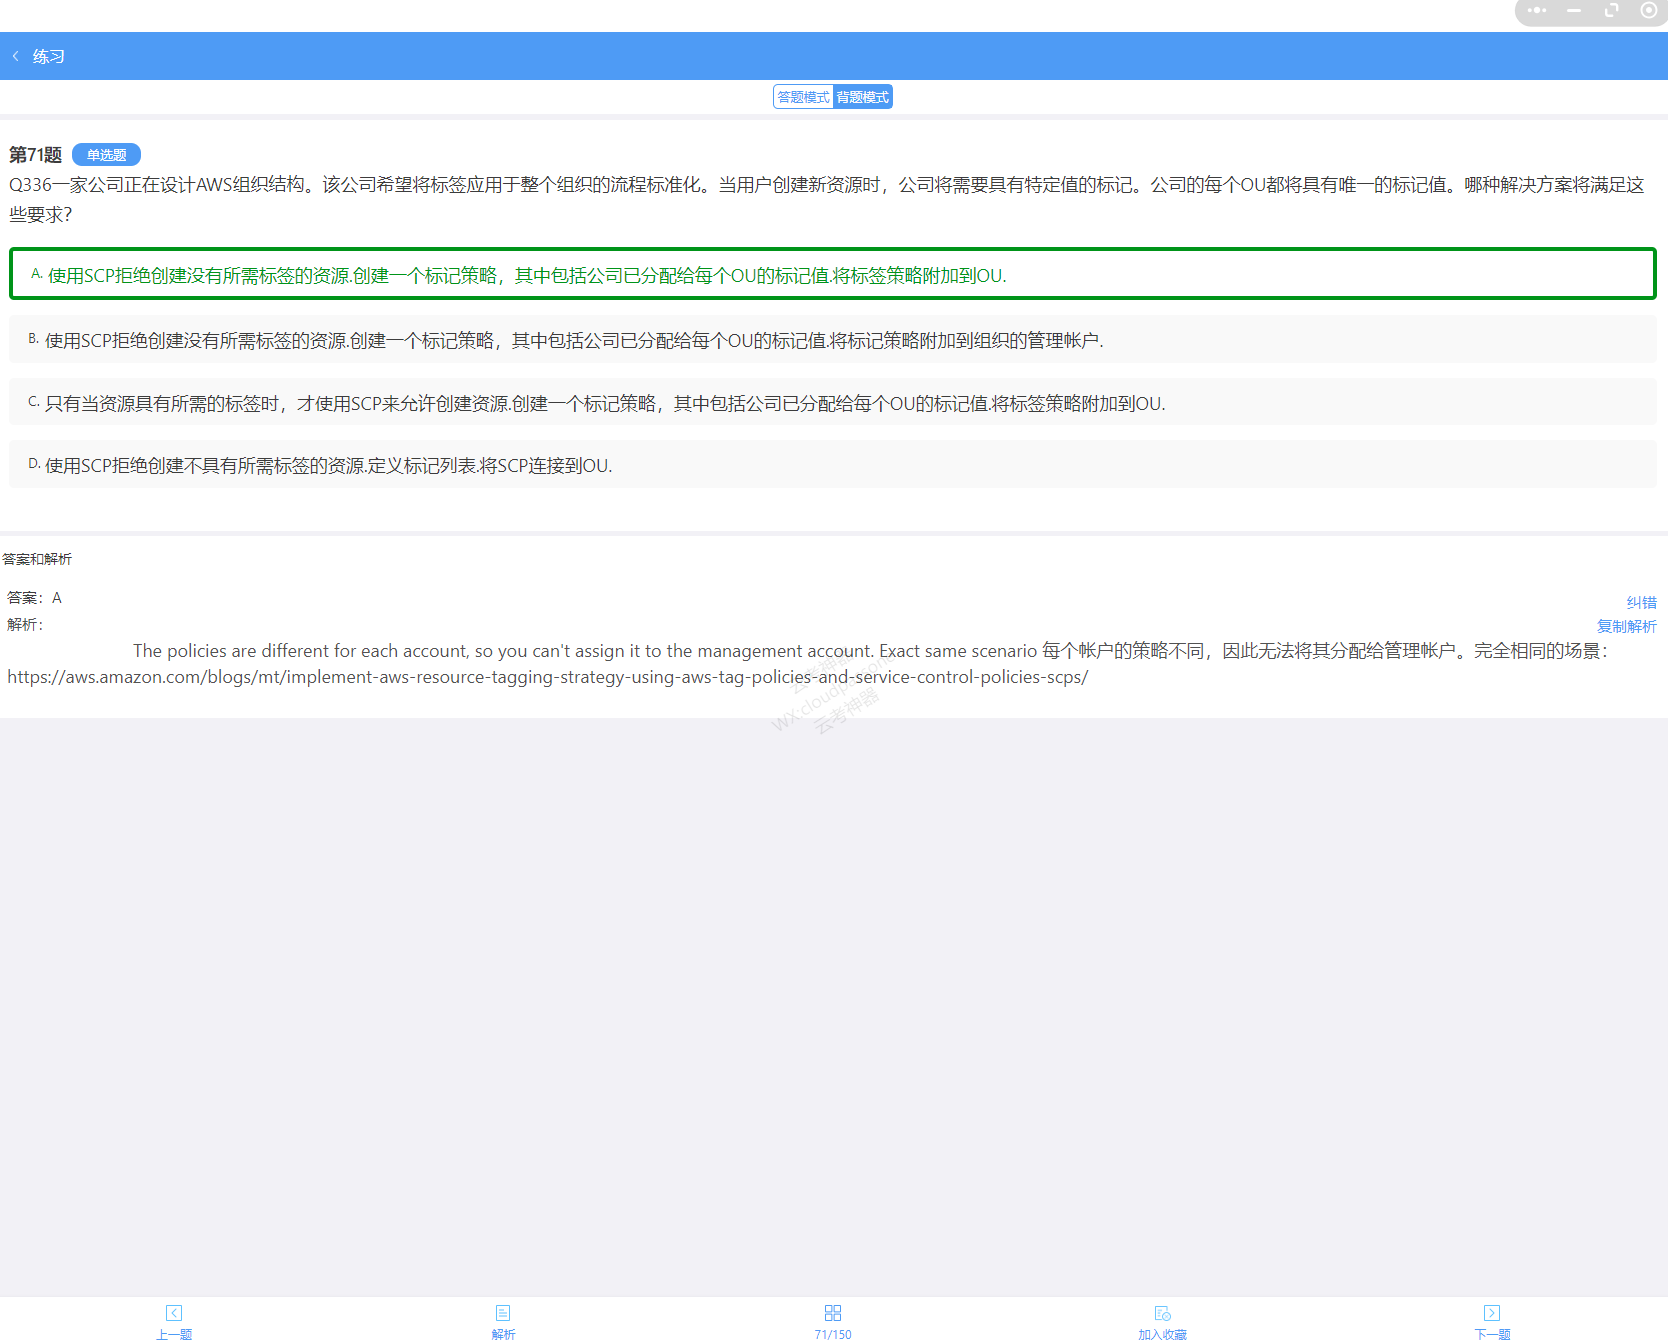 练习
答题模式 背题模式
第71题 单选题
Q336一家公司正在设计AWS组织结构。该公司希望将标签应用于整个组织的流程标准化。当用户创建新资源时，公司将需要具有特定值的标记。公司的每个OU都将具有唯一的标记值。哪种解决方案将满足这
些要求？
A. 使用SCP拒绝创建没有所需标签的资源.创建一个标记策略，其中包括公司已分配给每个OU的标记值.将标签策略附加到OU.
B. 使用SCP拒绝创建没有所需标签的资源.创建一个标记策略，其中包括公司已分配给每个OU的标记值.将标记策略附加到组织的管理帐户.
C. 只有当资源具有所需的标签时，才使用SCP来允许创建资源.创建一个标记策略，其中包括公司已分配给每个OU的标记值.将标签策略附加到OU.
D. 使用SCP拒绝创建不具有所需标签的资源.定义标记列表.将SCP连接到OU.
答案和解析
答案：A
纠错
解析：
复制解析
The policies are different for each account, so you can't assign it to the management account. Exact same scenario 每个帐户的策略不同，因此无法将其分配给管理帐户。完全相同的场景：
https://aws.amazon.com/blogs/mt/implement-aws-resource-tagging-strategy-using-aws-tag-policies-and-service-control-policies-scps/
云考神器
云考神器
上一题 解析 71/150 加入收藏 下一题